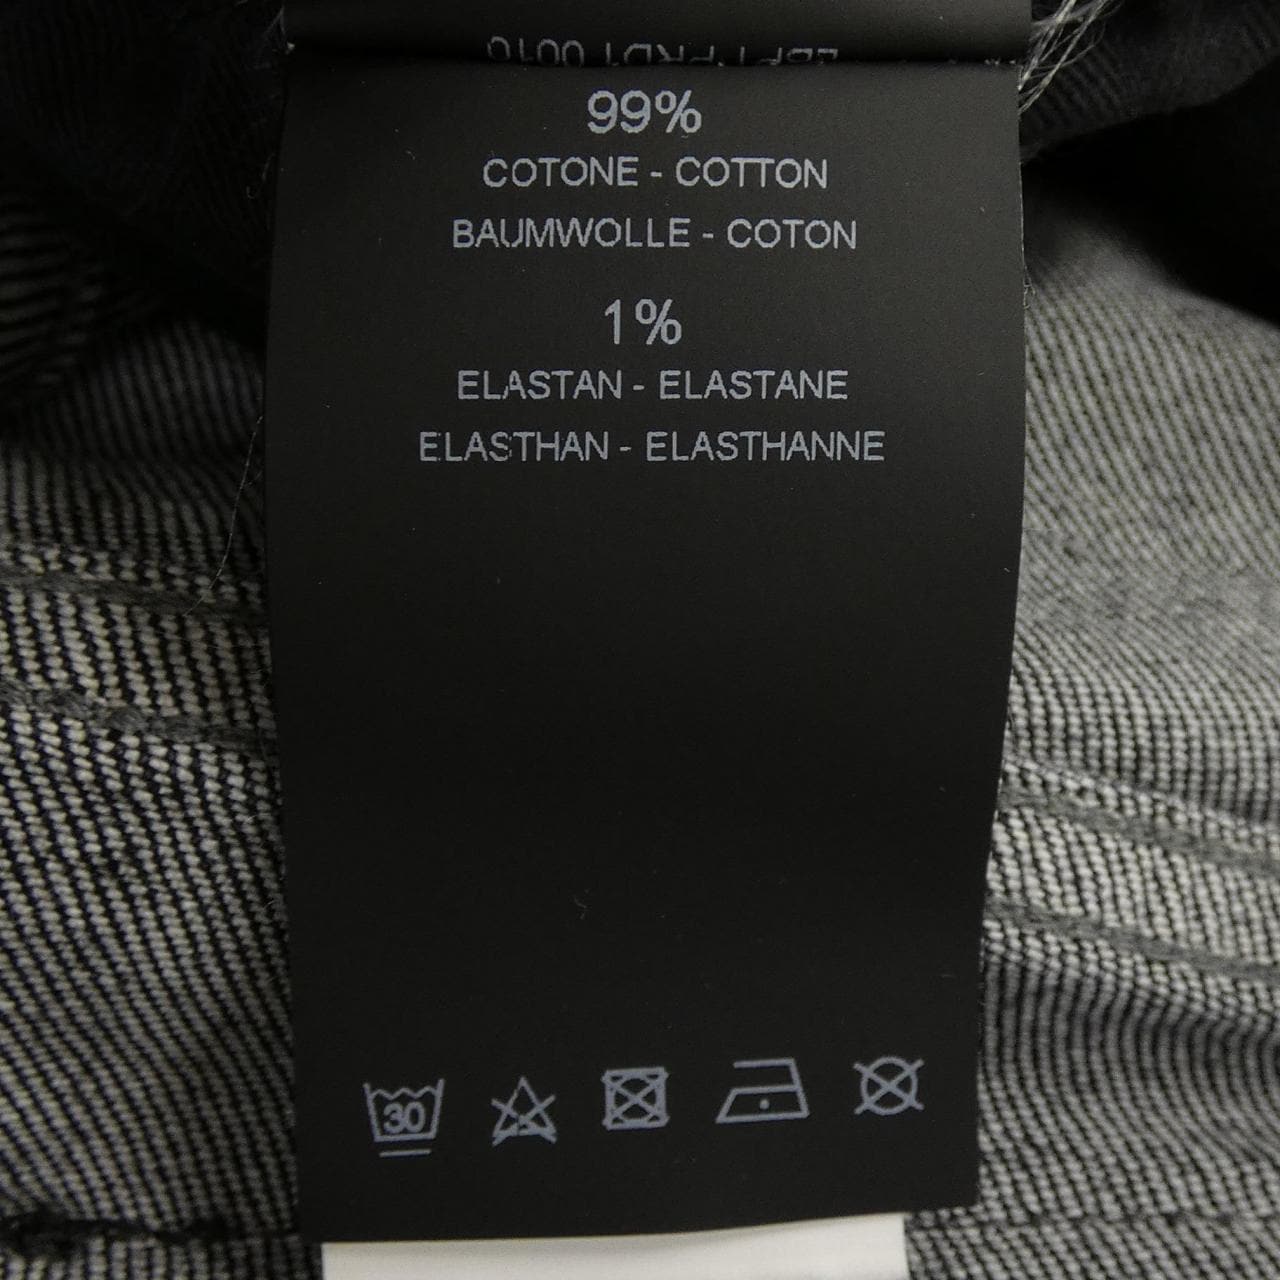 99%
COTONE - COTTON
BAUMWOLLE - COTON
1%
ELASTAN - ELASTANE
ELASTHAN - ELASTHANNE
30